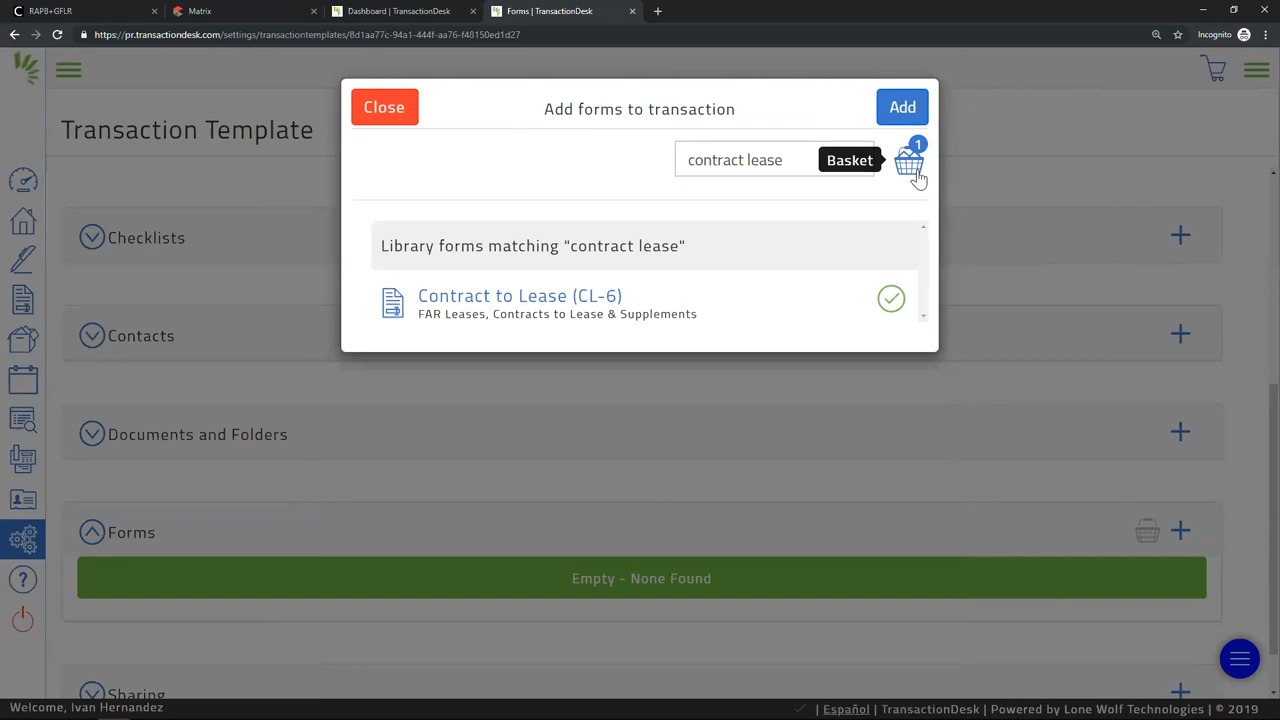 RAPB+GFLR
Matrix
Dashboard | TransactionDesk
Forms | TransactionDesk
https://pr.transactiondesk.com/settings/transactiontemplates/8d1aa77c-94a1-444f-aa76-f48150ed1d27
Incognito
Close
Add forms to transaction
Add
contract lease
Basket
1
Transaction Template
Library forms matching "contract lease"
Contract to Lease (CL-6)
FAR Leases, Contracts to Lease & Supplements
Checklists
Contacts
Documents and Folders
Forms
Empty - None Found
Sharing
Welcome, Ivan Hernandez
| Español | TransactionDesk | Powered by Lone Wolf Technologies | © 2019